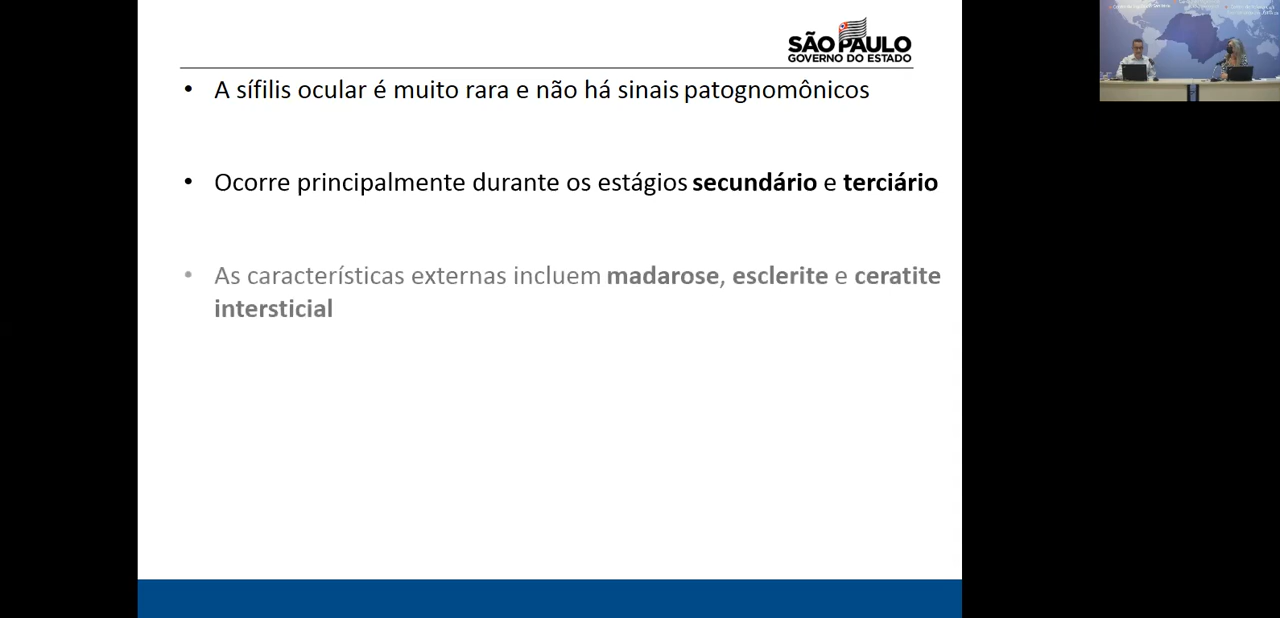 SÃO PAULO
GOVERNO DO ESTADO
• A sífilis ocular é muito rara e não há sinais patognomônicos
• Ocorre principalmente durante os estágios secundário e terciário
• As características externas incluem madarose, esclerite e ceratite
intersticial